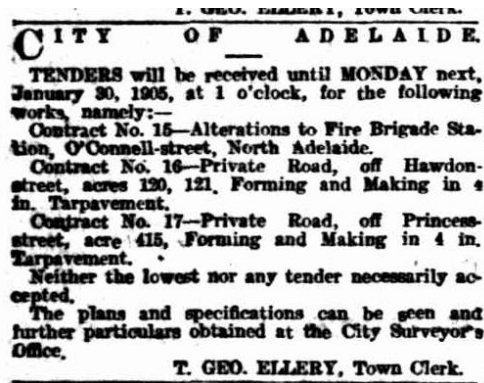 T. GEO. ELLERY, Town Clerk.
CITY OF ADELAIDE.
TENDERS will be received until MONDAY next,
January 30, 1905, at 1 o'clock, for the following
works, namely:—
Contract No. 15—Alterations to Fire Brigade Sta-
tion, O'Connell-street, North Adelaide.
Contract No. 16—Private Road, off Hawdon-
street, acres 120, 121. Forming and Making in 4
in. Tarpavement.
Contract No. 17—Private Road, off Princess-
street, acre 415, Forming and Making in 4 in.
Tarpavement.
Neither the lowest nor any tender necessarily ac-
cepted.
The plans and specifications can be seen and
further particulars obtained at the City Surveyor's
Office.
T. GEO. ELLERY, Town Clerk.